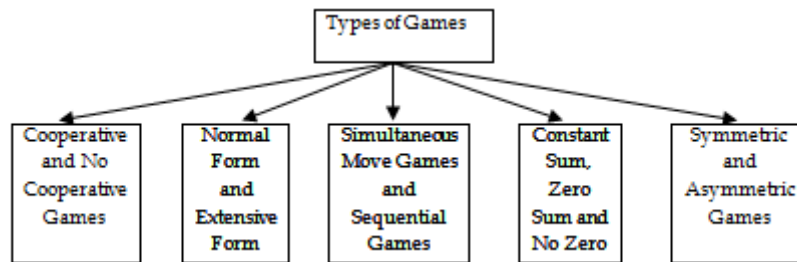 Types of Games
Cooperative
and No
Cooperative
Games
Normal
Form
and
Extensive
Form
Simultaneous
Move Games
and
Sequential
Games
Constant
Sum,
Zero
Sum and
No Zero
Symmetric
and
Asymmetric
Games